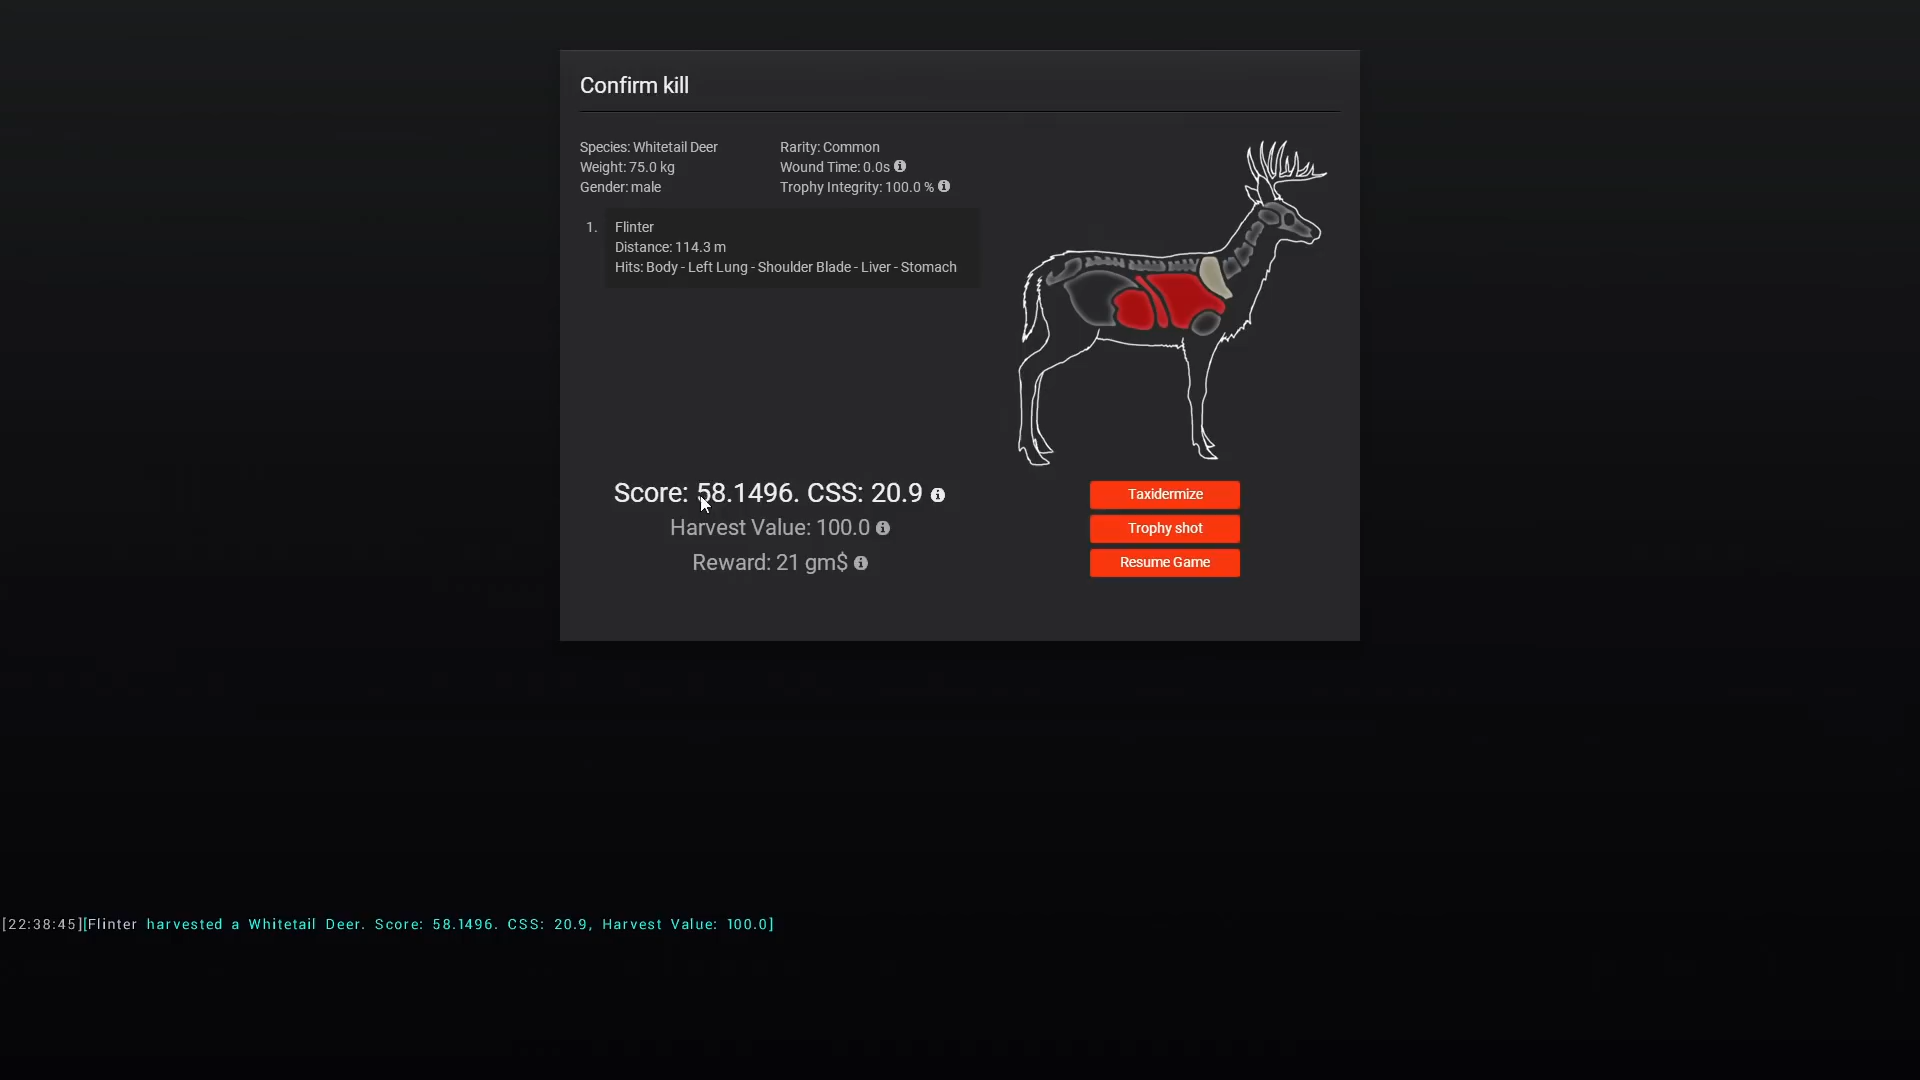 Confirm kill
Species: Whitetail Deer
Weight: 75.0 kg
Gender: male
Rarity: Common
Wound Time: 0.0s
Trophy Integrity: 100.0 %
1.
Flinter
Distance: 114.3 m
Hits: Body - Left Lung - Shoulder Blade - Liver - Stomach
Score: 58.1496. CSS: 20.9
Harvest Value: 100.0
Reward: 21 gm$
Taxidermize
Trophy shot
Resume Game
[22:38:45][Flinter harvested a Whitetail Deer. Score: 58.1496. CSS: 20.9, Harvest Value: 100.0]